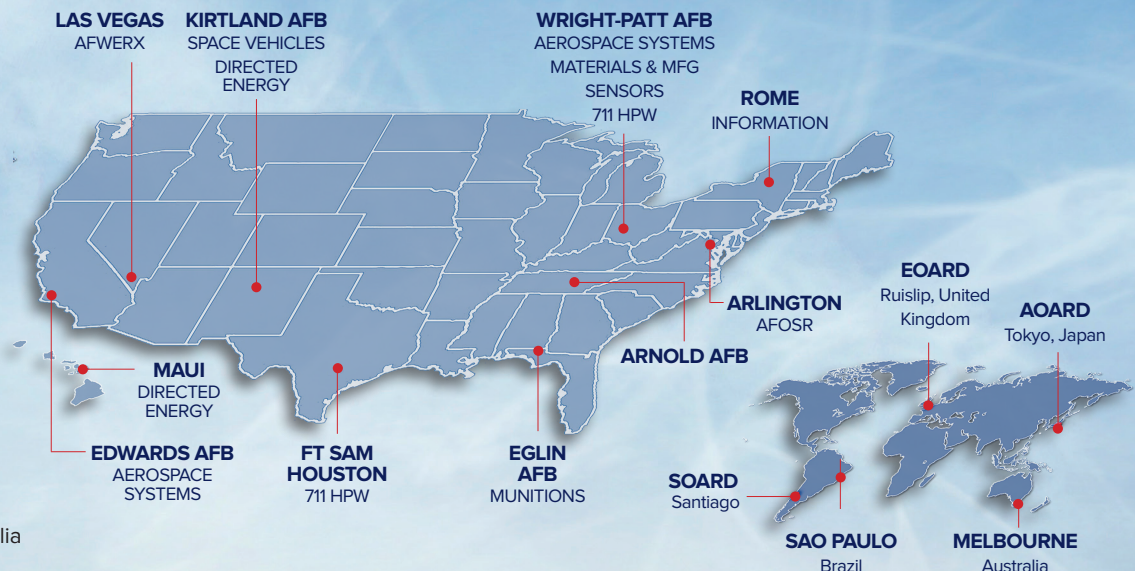 LAS VEGAS
AFWERX
KIRTLAND AFB
SPACE VEHICLES
DIRECTED
ENERGY
WRIGHT-PATT AFB
AEROSPACE SYSTEMS
MATERIALS & MFG
SENSORS
711 HPW
ROME
INFORMATION
ARLINGTON
AFOSR
ARNOLD AFB
MAUI
DIRECTED
ENERGY
EDWARDS AFB
AEROSPACE
SYSTEMS
FT SAM
HOUSTON
711 HPW
EGLIN
AFB
MUNITIONS
EOARD
Ruislip, United
Kingdom
AOARD
Tokyo, Japan
SOARD
Santiago
SAO PAULO
Brazil
MELBOURNE
Australia
lia